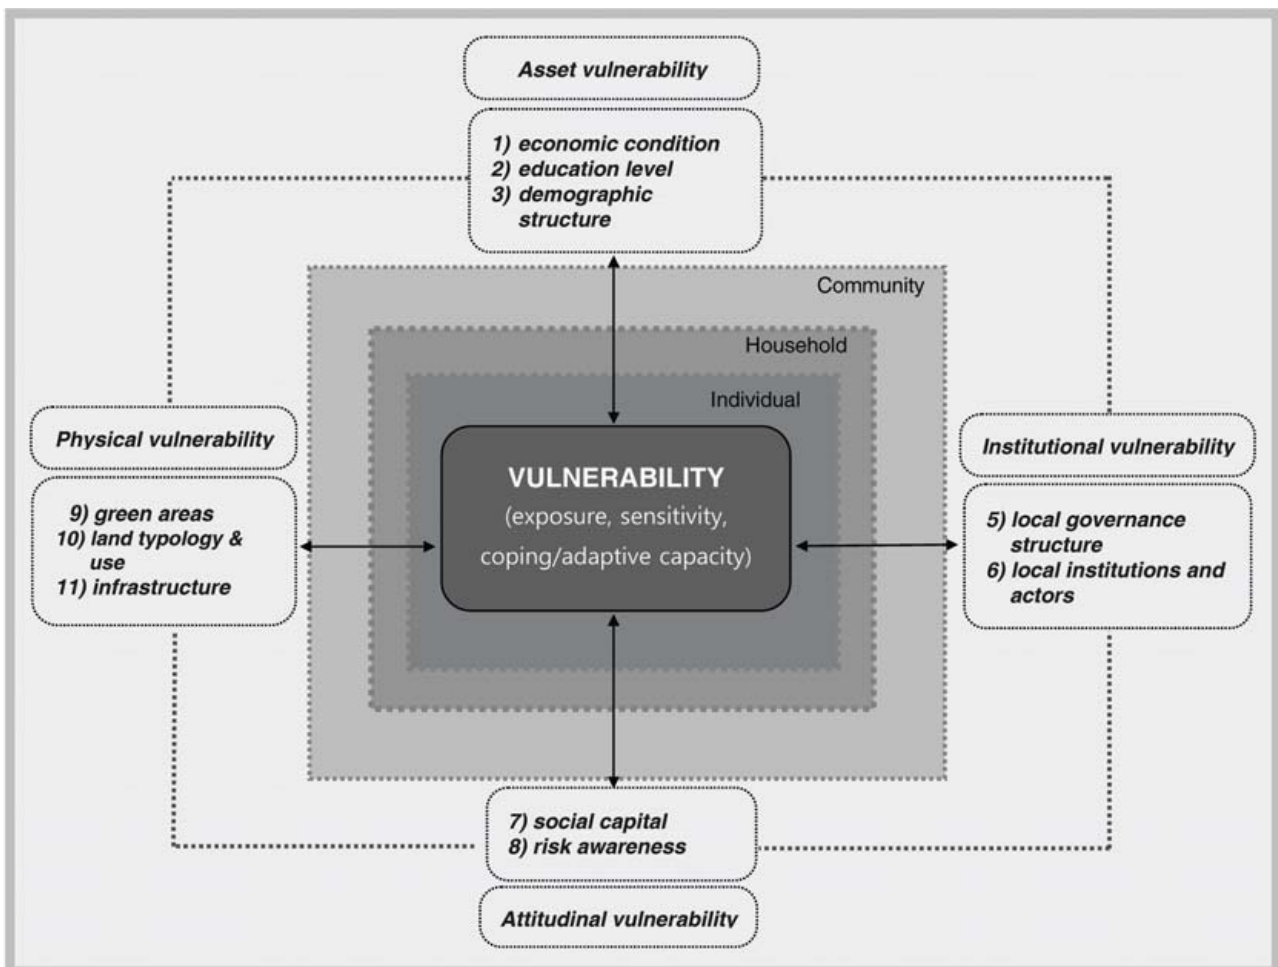 Asset vulnerability
1) economic condition
2) education level
3) demographic
structure
Community
Household
Individual
Physical vulnerability
9) green areas
10) land typology &
use
11) infrastructure
VULNERABILITY
(exposure, sensitivity,
coping/adaptive capacity)
Institutional vulnerability
5) local governance
structure
6) local institutions and
actors
7) social capital
8) risk awareness
Attitudinal vulnerability